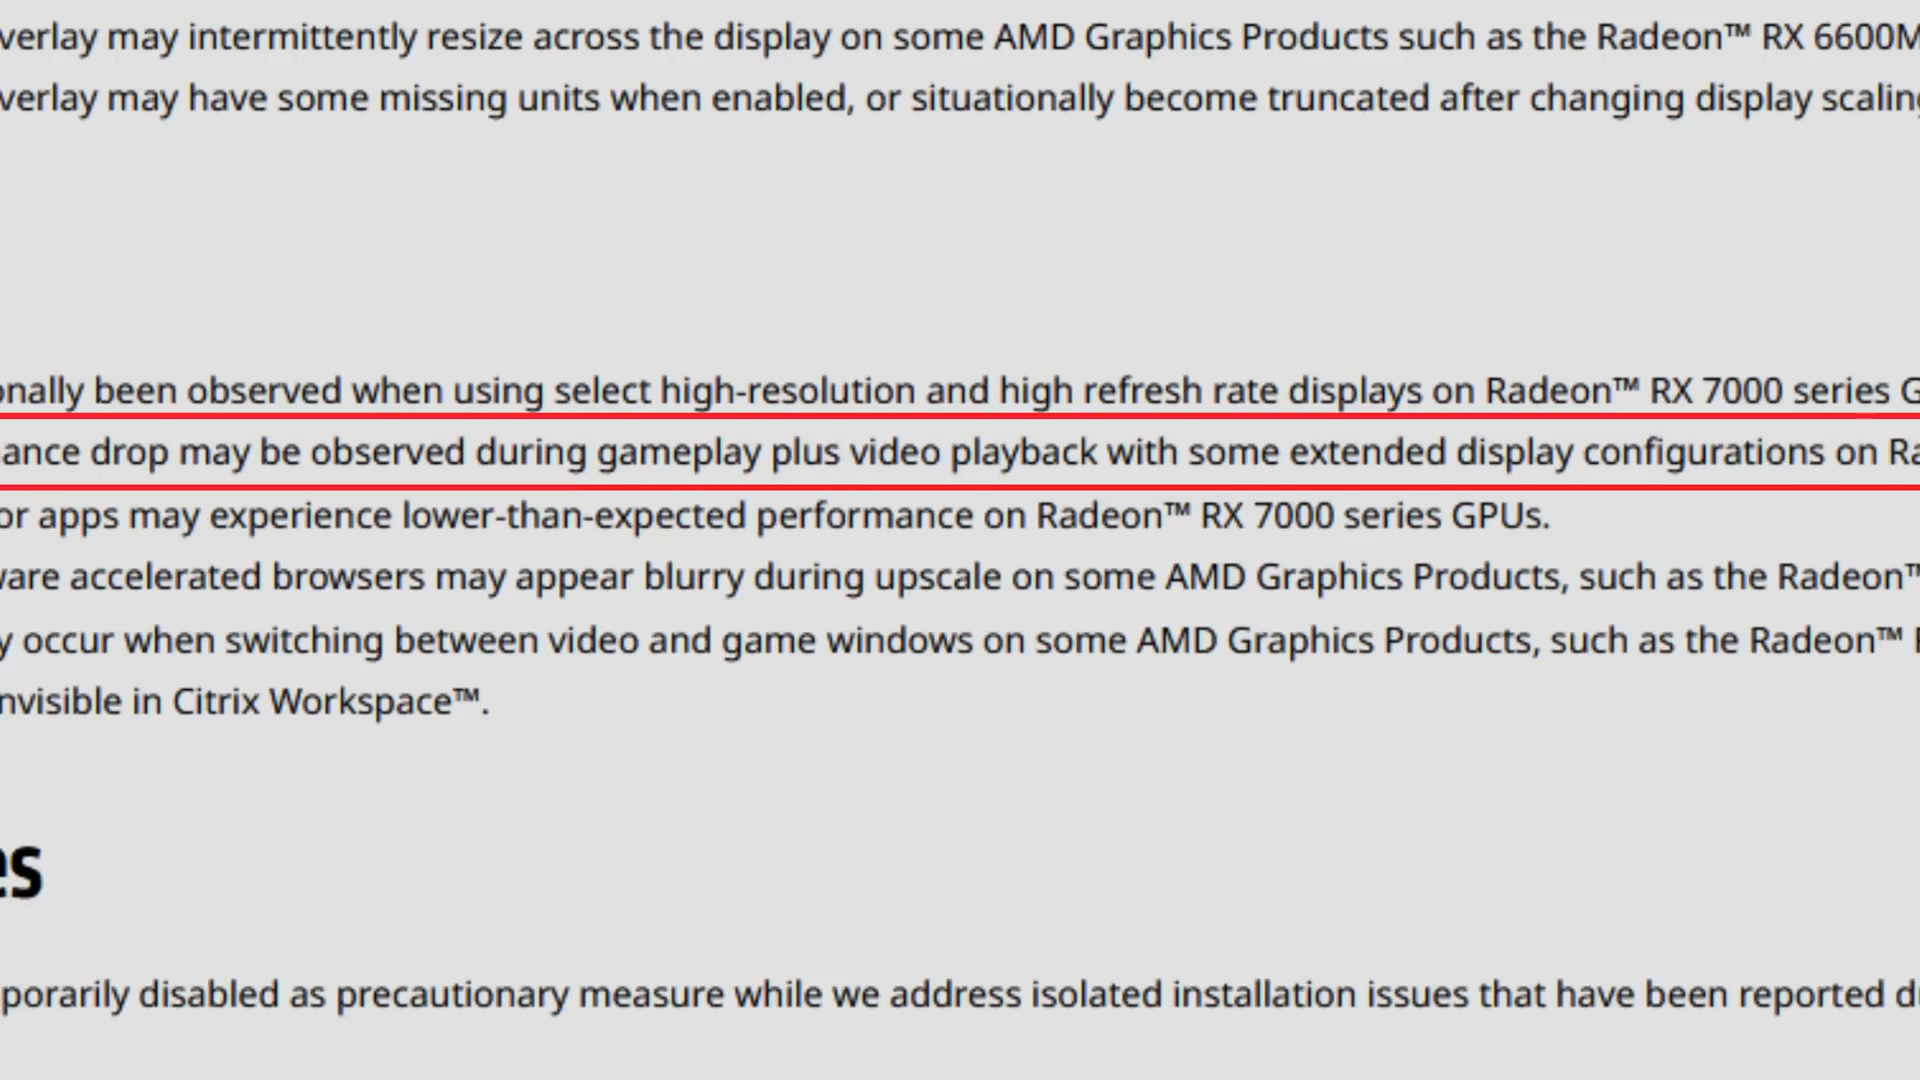 verlay may intermittently resize across the display on some AMD Graphics Products such as the Radeon™ RX 6600M
verlay may have some missing units when enabled, or situationally become truncated after changing display scaling
onally been observed when using select high-resolution and high refresh rate displays on Radeon™ RX 7000 series G
ance drop may be observed during gameplay plus video playback with some extended display configurations on Ra
or apps may experience lower-than-expected performance on Radeon™ RX 7000 series GPUs.
ware accelerated browsers may appear blurry during upscale on some AMD Graphics Products, such as the Radeon™
y occur when switching between video and game windows on some AMD Graphics Products, such as the Radeon™ R
nvisible in Citrix Workspace™.
es
porarily disabled as precautionary measure while we address isolated installation issues that have been reported d